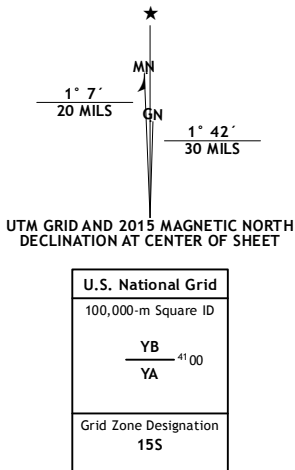 ★
MN
1° 7´
20 MILS
GN
1° 42´
30 MILS
UTM GRID AND 2015 MAGNETIC NORTH
DECLINATION AT CENTER OF SHEET
U.S. National Grid
100,000-m Square ID
YB
4100
YA
Grid Zone Designation
15S